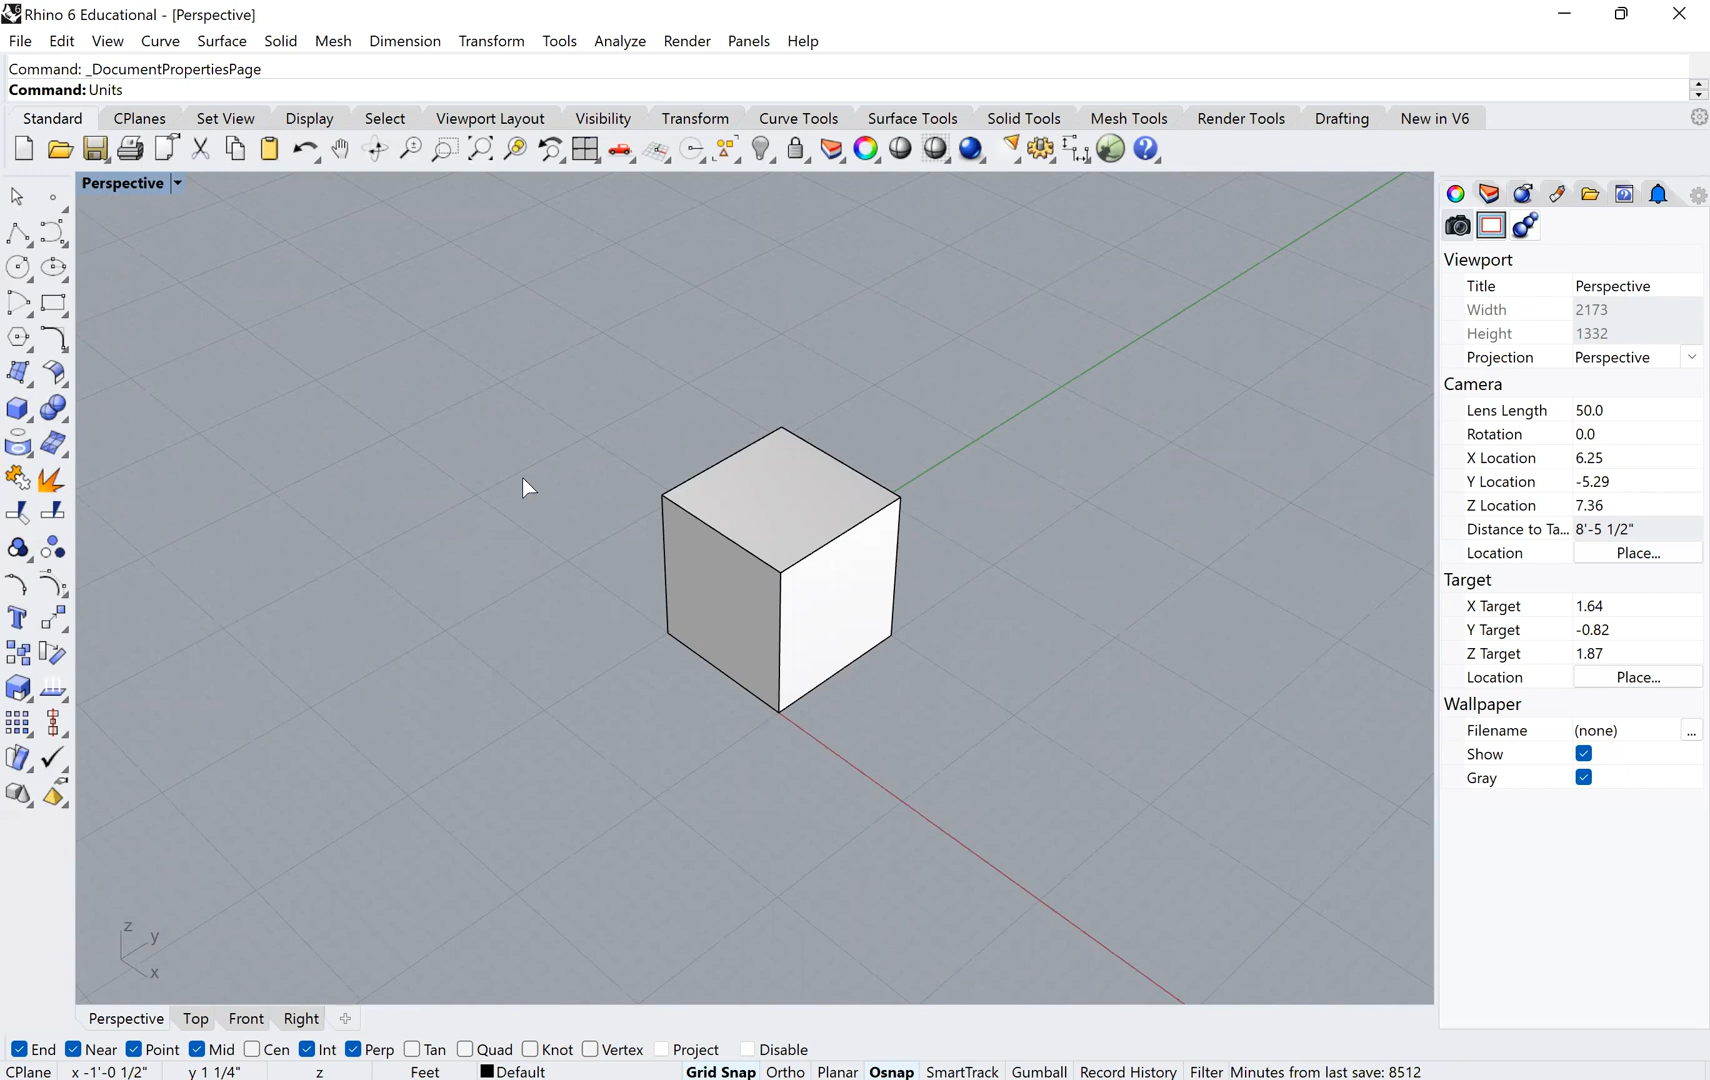 Rhino 6 Educational - [Perspective]
File Edit View Curve Surface Solid Mesh Dimension Transform Tools Analyze Render Panels Help
Command: _DocumentPropertiesPage
Command: Units
Standard CPlanes Set View Display Select Viewport Layout Visibility Transform Curve Tools Surface Tools Solid Tools Mesh Tools Render Tools Drafting New in V6
Perspective
Viewport
Title Perspective
Width 2173
Height 1332
Projection Perspective
Camera
Lens Length 50.0
Rotation 0.0
X Location 6.25
Y Location -5.29
Z Location 7.36
Distance to Ta... 8'-5 1/2"
Location Place...
Target
X Target 1.64
Y Target -0.82
Z Target 1.87
Location Place...
Wallpaper
Filename (none) ...
Show
Gray
z
y
x
Perspective Top Front Right
End Near Point Mid Cen Int Perp Tan Quad Knot Vertex Project Disable
CPlane x -1'-0 1/2" y 1 1/4" z Feet Default Grid Snap Ortho Planar Osnap SmartTrack Gumball Record History Filter Minutes from last save: 8512